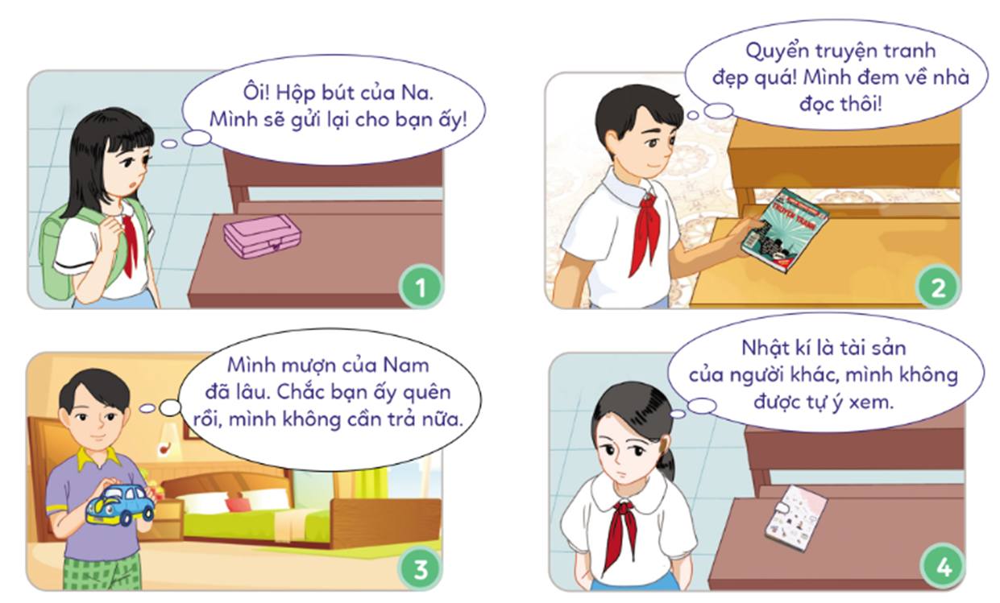 Ôi! Hộp bút của Na.
Mình sẽ gửi lại cho bạn ấy!
1
Quyển truyện tranh
đẹp quá! Mình đem về nhà
đọc thôi!
TRUYỆN TRANH
2
Mình mượn của Nam
đã lâu. Chắc bạn ấy quên
rồi, mình không cần trả nữa.
3
Nhật kí là tài sản
của người khác, mình không
được tự ý xem.
4